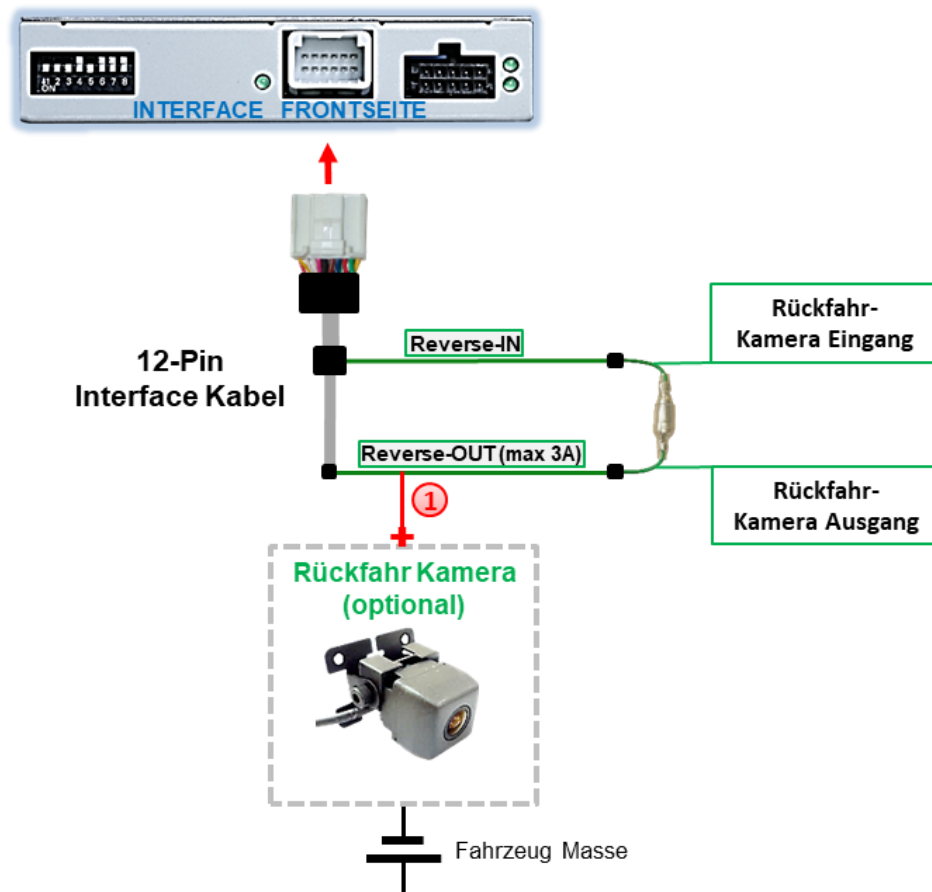 1 2 3 4 5 6 7 8
ON
INTERFACE FRONTSEITE
Reverse-IN
Rückfahr-
Kamera Eingang
12-Pin
Interface Kabel
Reverse-OUT (max 3A)
Rückfahr-
Kamera Ausgang
1
+
Rückfahr Kamera
(optional)
Fahrzeug Masse